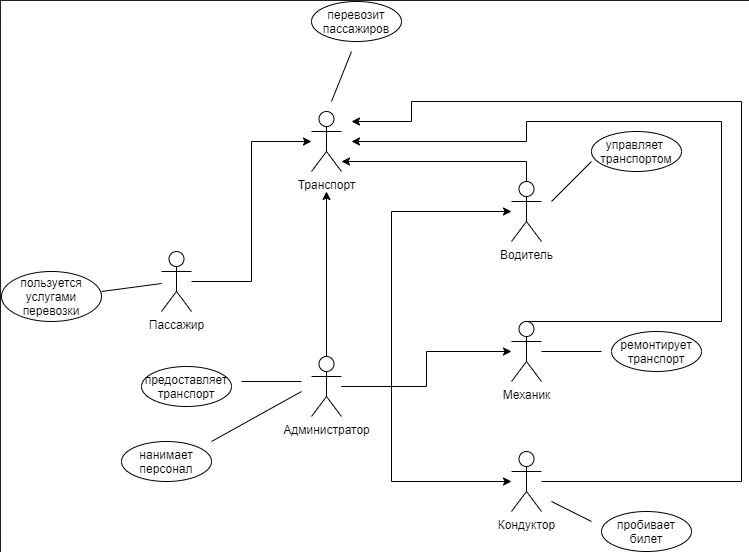 перевозит
пассажиров
управляет
транспортом
Транспорт
Водитель
пользуется
услугами
перевозки
Пассажир
ремонтирует
транспорт
предоставляет
транспорт
Механик
Администратор
нанимает
персонал
Кондуктор
пробивает
билет